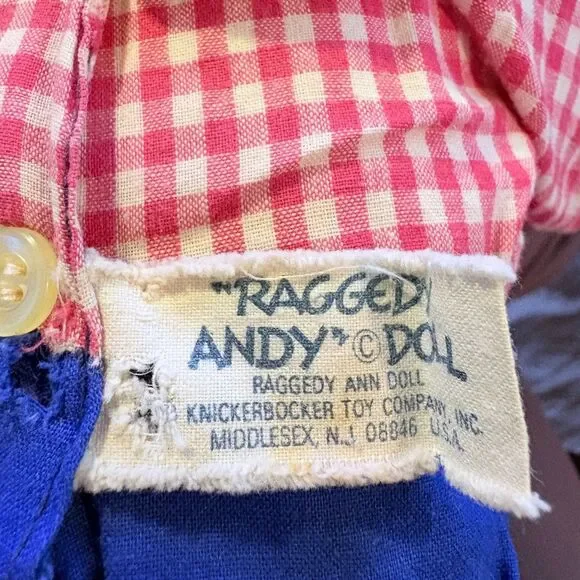 "RAGGEDY
ANDY" © DOLL
RAGGEDY ANN DOLL
KNICKERBOCKER TOY COMPANY, INC.
MIDDLESEX, N.J. 08846 U.S.A.